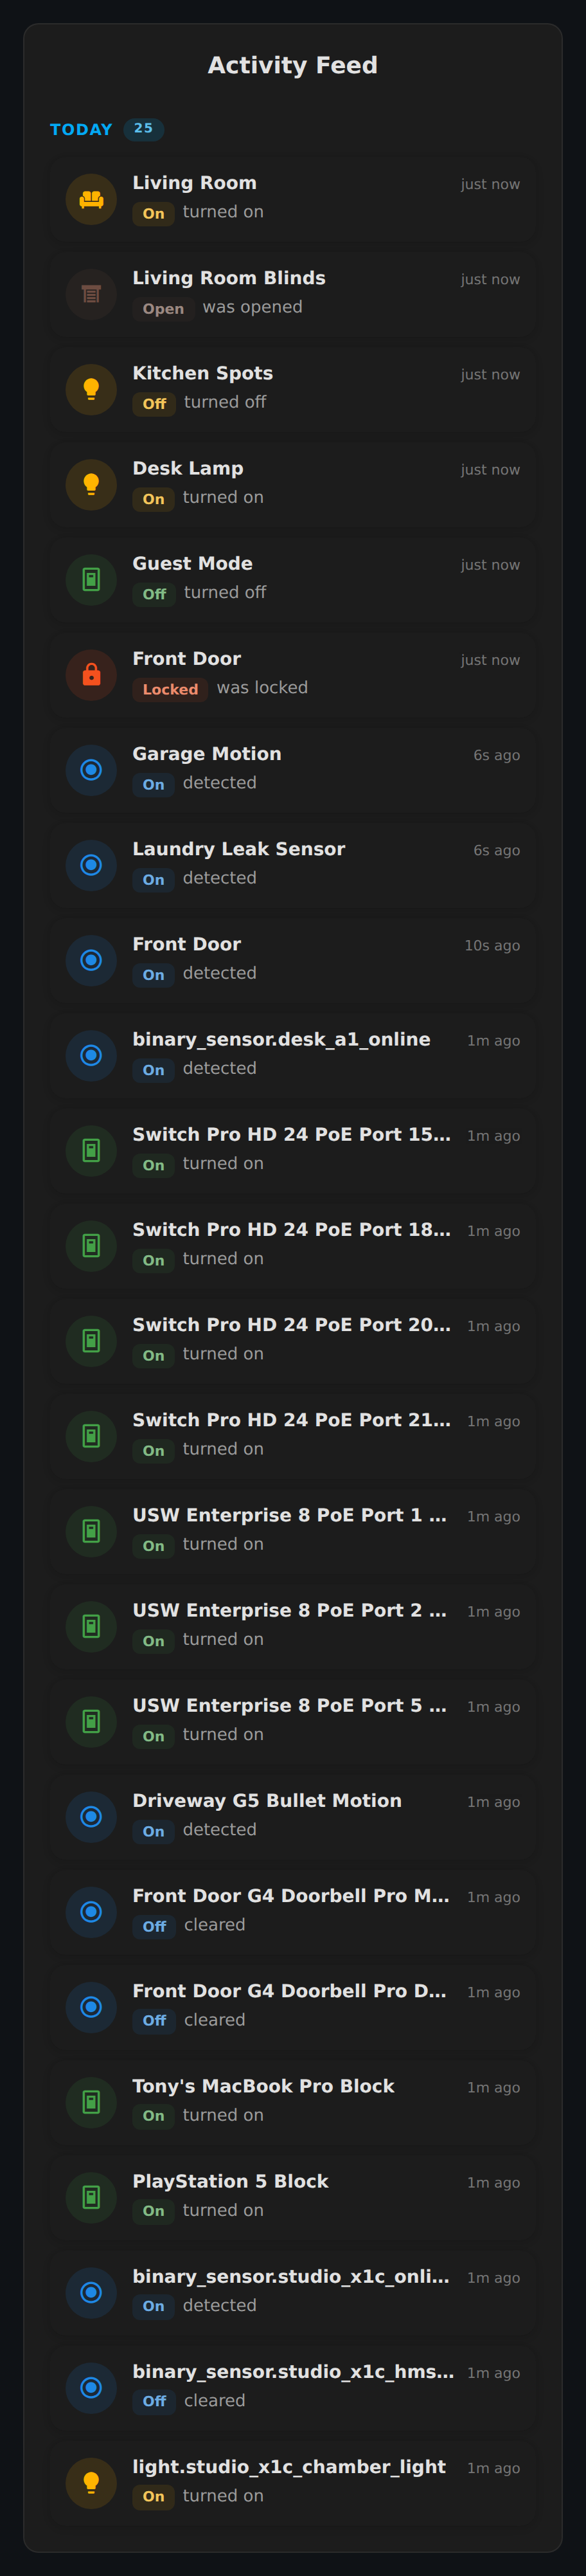 Activity Feed
TODAY 25
Living Room just now
On turned on
Living Room Blinds just now
Open was opened
Kitchen Spots just now
Off turned off
Desk Lamp just now
On turned on
Guest Mode just now
Off turned off
Front Door just now
Locked was locked
Garage Motion 6s ago
On detected
Laundry Leak Sensor 6s ago
On detected
Front Door 10s ago
On detected
binary_sensor.desk_a1_online 1m ago
On detected
Switch Pro HD 24 PoE Port 15... 1m ago
On turned on
Switch Pro HD 24 PoE Port 18... 1m ago
On turned on
Switch Pro HD 24 PoE Port 20... 1m ago
On turned on
Switch Pro HD 24 PoE Port 21... 1m ago
On turned on
USW Enterprise 8 PoE Port 1 ... 1m ago
On turned on
USW Enterprise 8 PoE Port 2 ... 1m ago
On turned on
USW Enterprise 8 PoE Port 5 ... 1m ago
On turned on
Driveway G5 Bullet Motion 1m ago
On detected
Front Door G4 Doorbell Pro M... 1m ago
Off cleared
Front Door G4 Doorbell Pro D... 1m ago
Off cleared
Tony's MacBook Pro Block 1m ago
On turned on
PlayStation 5 Block 1m ago
On turned on
binary_sensor.studio_x1c_onli... 1m ago
On detected
binary_sensor.studio_x1c_hms... 1m ago
Off cleared
light.studio_x1c_chamber_light 1m ago
On turned on